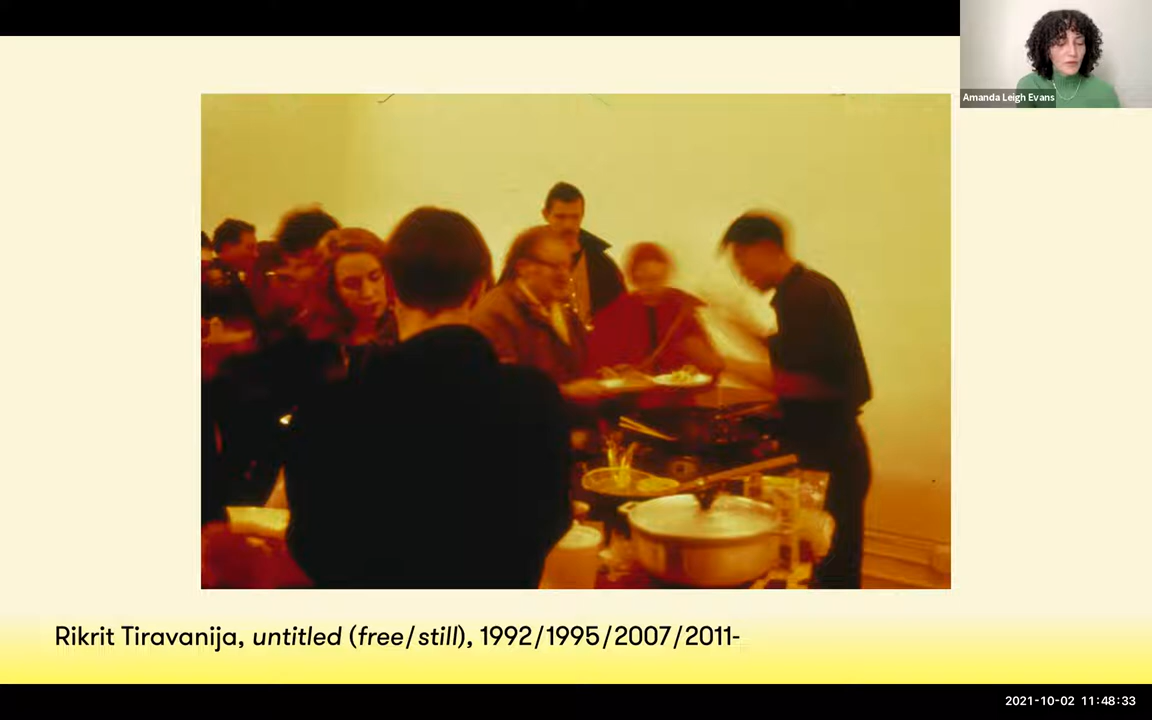 Amanda Leigh Evans
Rikrit Tiravanija, untitled (free/still), 1992/1995/2007/2011-
2021-10-02 11:48:33